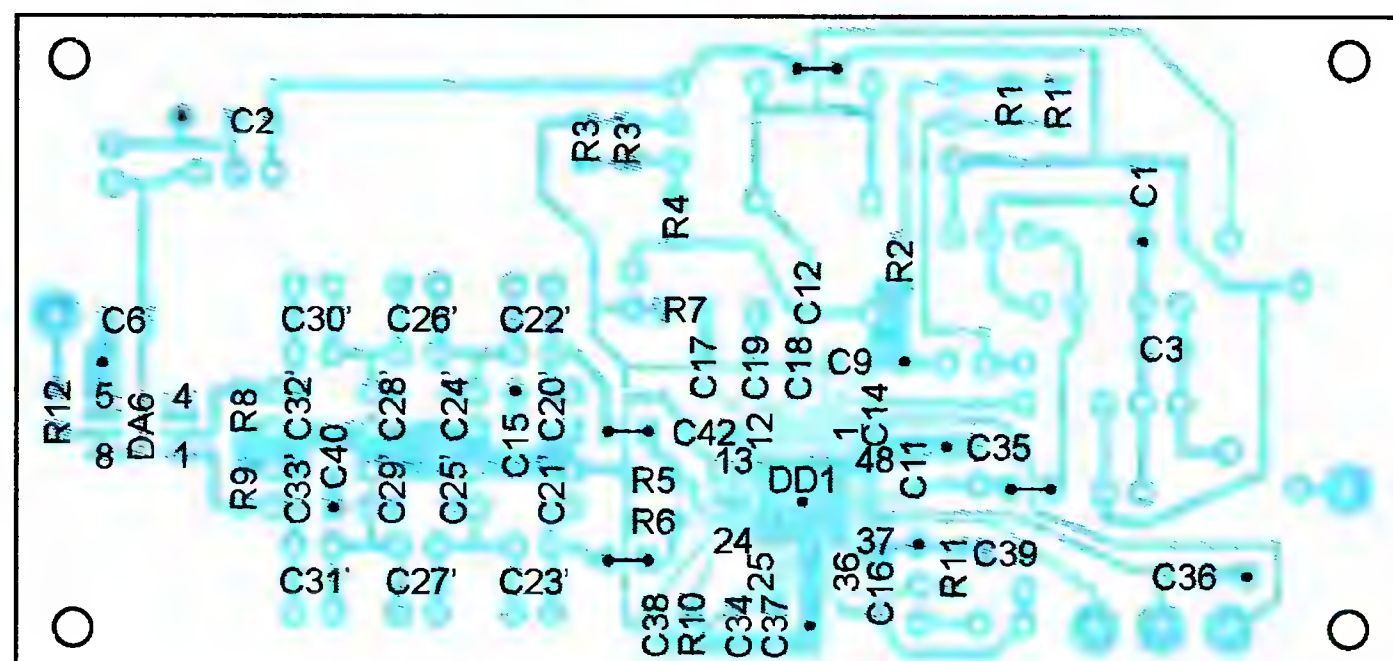 C2
R3
R3'
R1
R1'
R4
C1
R2
C12
C6
C30'
C26'
C22'
R7
C3
C17
C19
C18
C9
R12
5
4
DA6
8
1
R8
C32'
C28'
C24'
C20'
C15
C40
R9
C33'
C29'
C25'
C21'
C42
12
13
1
C14
48
C11
C35
DD1
R5
R6
24
25
37
36
C16
R11
C39
C36
C31'
C27'
C23'
C38
R10
C34
C37